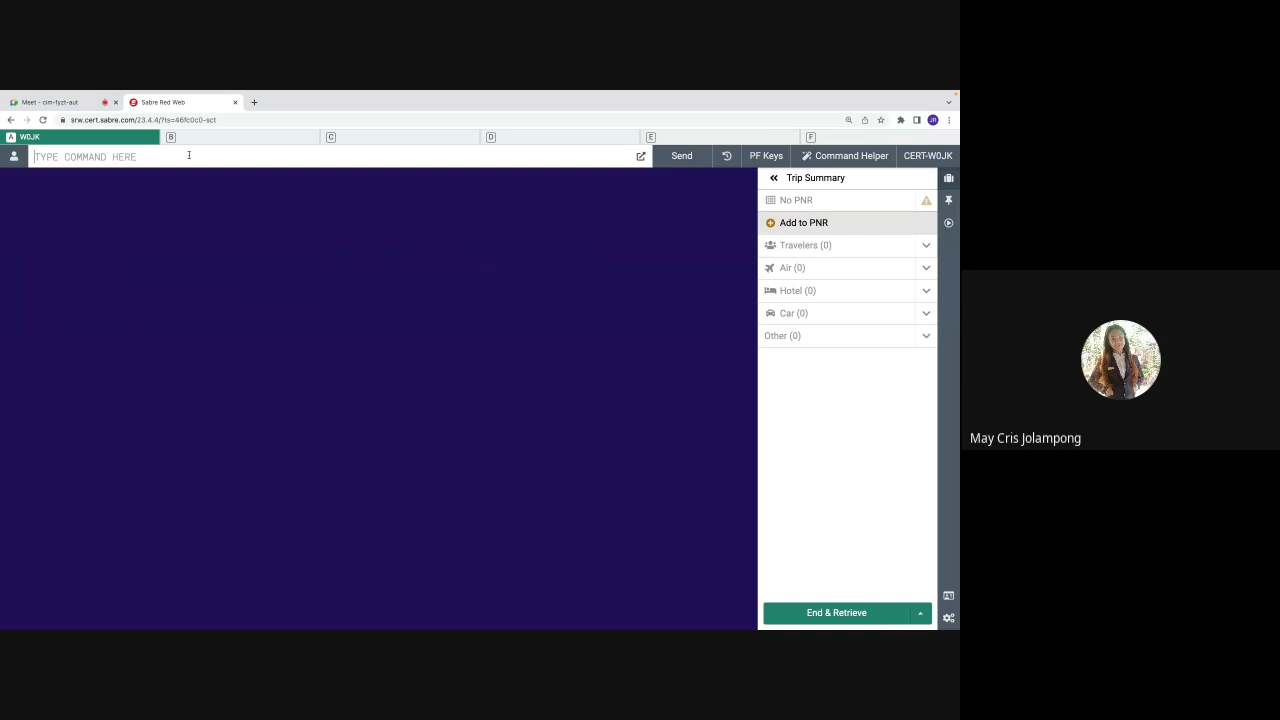 Meet - cim-fyzt-aut
Sabre Red Web
srw.cert.sabre.com/23.4.4/?ts=46fc0c0-sct
A W0JK
B
C
D
E
F
TYPE COMMAND HERE
Send
PF Keys
Command Helper
CERT-W0JK
Trip Summary
No PNR
Add to PNR
Travelers (0)
Air (0)
Hotel (0)
Car (0)
Other (0)
End & Retrieve
JR
May Cris Jolampong